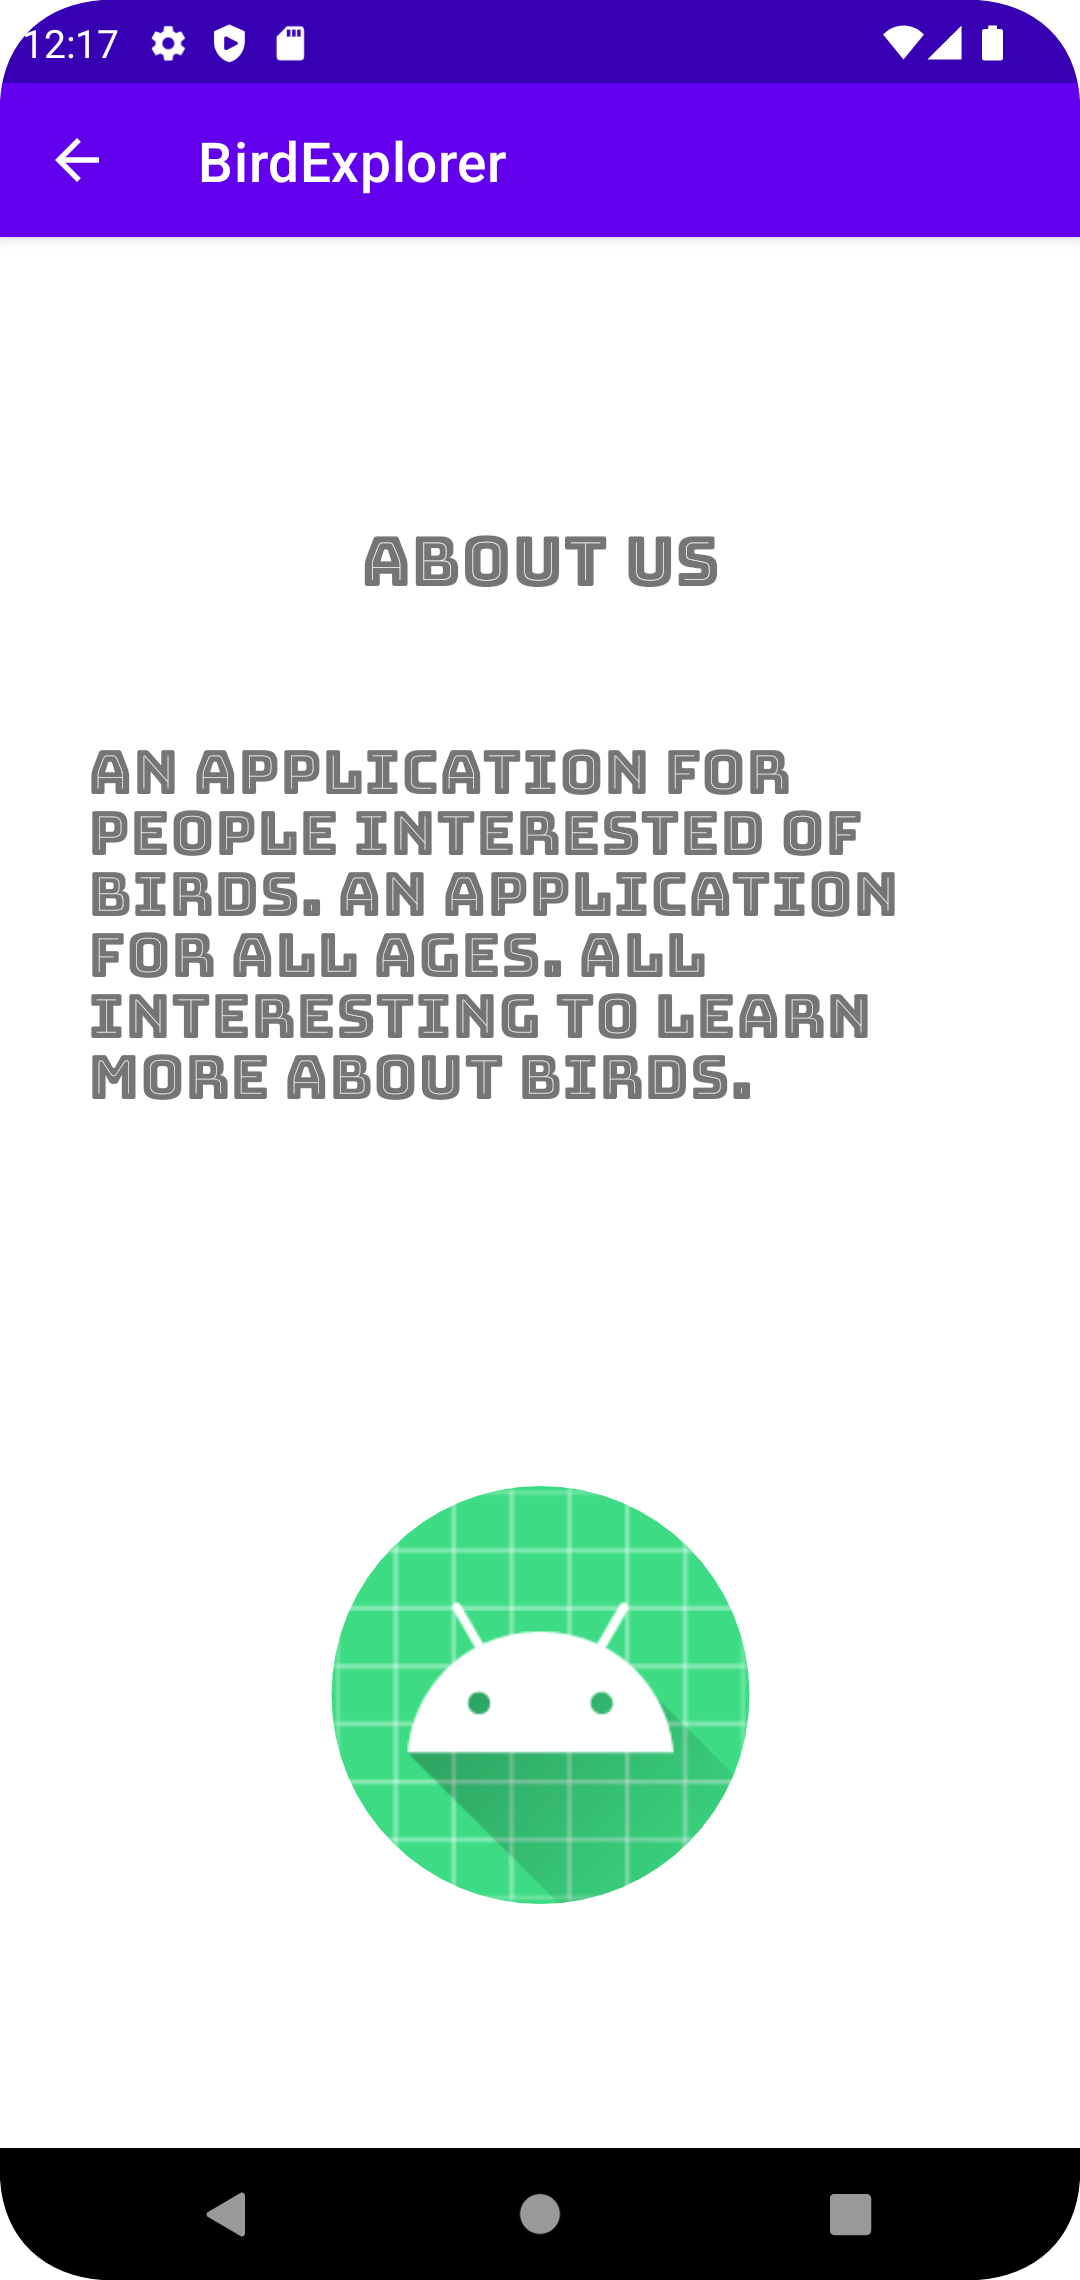 12:17
BirdExplorer
ABOUT US
AN APPLICATION FOR
PEOPLE INTERESTED OF
BIRDS. AN APPLICATION
FOR ALL AGES. ALL
INTERESTING TO LEARN
MORE ABOUT BIRDS.